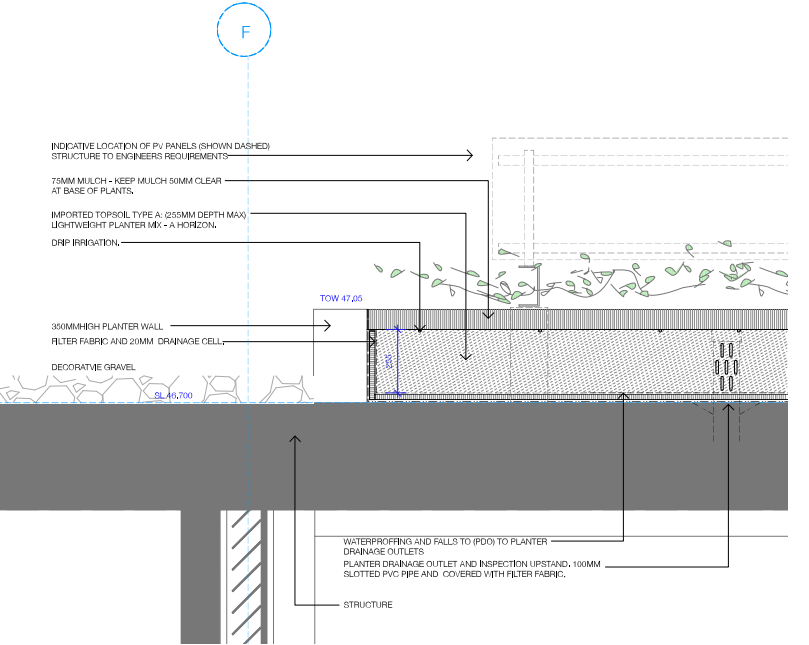 F
INDICATIVE LOCATION OF PV PANELS (SHOWN DASHED)
STRUCTURE TO ENGINEERS REQUIREMENTS
75MM MULCH - KEEP MULCH 50MM CLEAR
AT BASE OF PLANTS.
IMPORTED TOPSOIL TYPE A: (255MM DEPTH MAX)
LIGHTWEIGHT PLANTER MIX - A HORIZON.
DRIP IRRIGATION.
TOW 47.05
350MMHIGH PLANTER WALL
FILTER FABRIC AND 20MM DRAINAGE CELL.
255
DECORATVIE GRAVEL
SL 46.700
WATERPROFFING AND FALLS TO (PDO) TO PLANTER
DRAINAGE OUTLETS
PLANTER DRAINAGE OUTLET AND INSPECTION UPSTAND. 100MM
SLOTTED PVC PIPE AND COVERED WITH FILTER FABRIC.
STRUCTURE